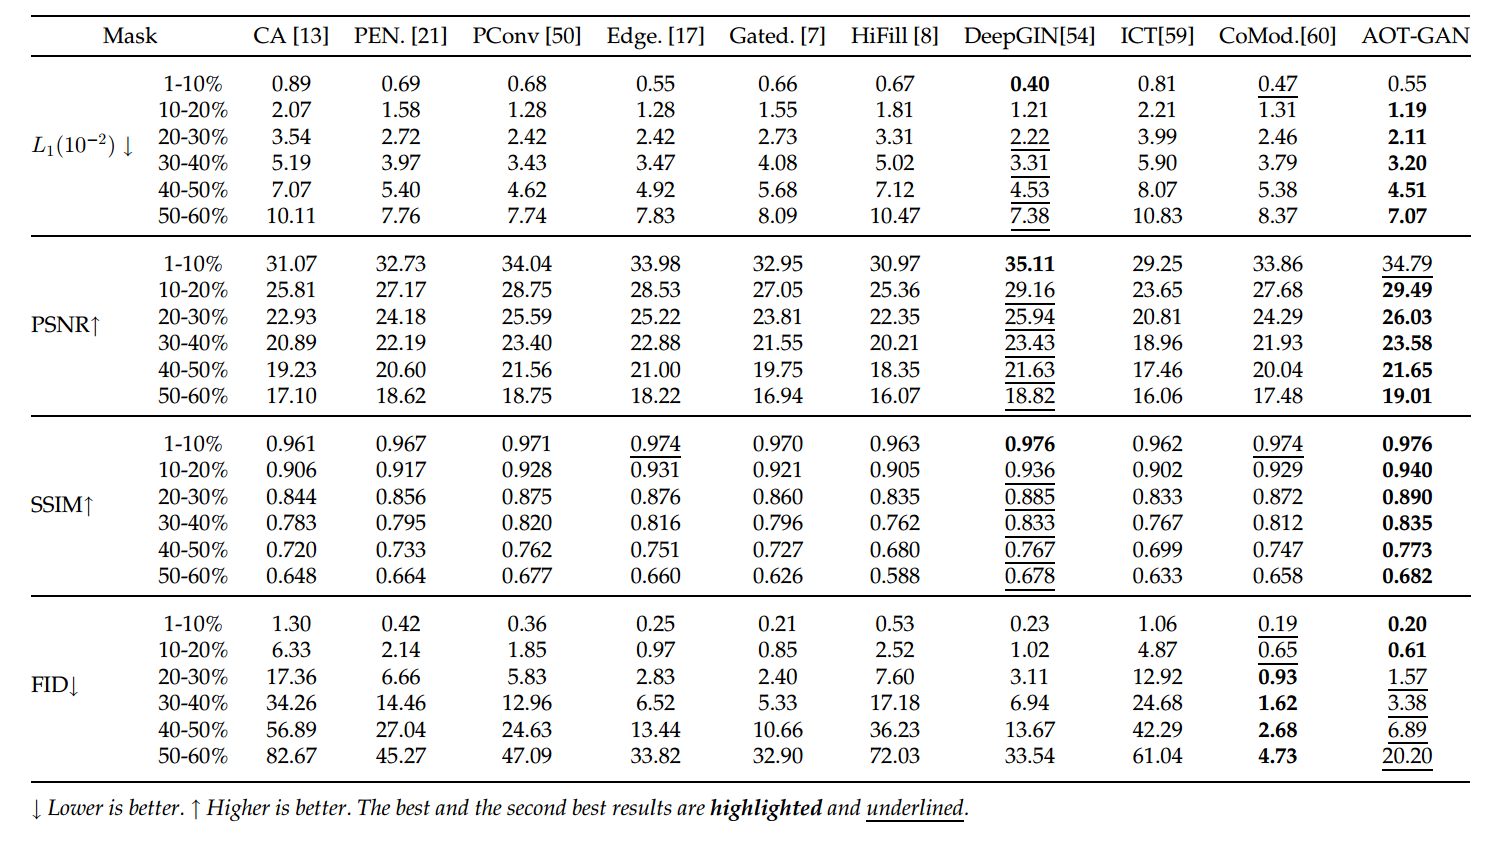 Mask CA [13] PEN. [21] PConv [50] Edge. [17] Gated. [7] HiFill [8] DeepGIN[54] ICT[59] CoMod.[60] AOT-GAN
1-10% 0.89 0.69 0.68 0.55 0.66 0.67 0.40 0.81 0.47 0.55
10-20% 2.07 1.58 1.28 1.28 1.55 1.81 1.21 2.21 1.31 1.19
L₁(10⁻²) ↓ 20-30% 3.54 2.72 2.42 2.42 2.73 3.31 2.22 3.99 2.46 2.11
30-40% 5.19 3.97 3.43 3.47 4.08 5.02 3.31 5.90 3.79 3.20
40-50% 7.07 5.40 4.62 4.92 5.68 7.12 4.53 8.07 5.38 4.51
50-60% 10.11 7.76 7.74 7.83 8.09 10.47 7.38 10.83 8.37 7.07
1-10% 31.07 32.73 34.04 33.98 32.95 30.97 35.11 29.25 33.86 34.79
10-20% 25.81 27.17 28.75 28.53 27.05 25.36 29.16 23.65 27.68 29.49
PSNR↑ 20-30% 22.93 24.18 25.59 25.22 23.81 22.35 25.94 20.81 24.29 26.03
30-40% 20.89 22.19 23.40 22.88 21.55 20.21 23.43 18.96 21.93 23.58
40-50% 19.23 20.60 21.56 21.00 19.75 18.35 21.63 17.46 20.04 21.65
50-60% 17.10 18.62 18.75 18.22 16.94 16.07 18.82 16.06 17.48 19.01
1-10% 0.961 0.967 0.971 0.974 0.970 0.963 0.976 0.962 0.974 0.976
10-20% 0.906 0.917 0.928 0.931 0.921 0.905 0.936 0.902 0.929 0.940
SSIM↑ 20-30% 0.844 0.856 0.875 0.876 0.860 0.835 0.885 0.833 0.872 0.890
30-40% 0.783 0.795 0.820 0.816 0.796 0.762 0.833 0.767 0.812 0.835
40-50% 0.720 0.733 0.762 0.751 0.727 0.680 0.767 0.699 0.747 0.773
50-60% 0.648 0.664 0.677 0.660 0.626 0.588 0.678 0.633 0.658 0.682
1-10% 1.30 0.42 0.36 0.25 0.21 0.53 0.23 1.06 0.19 0.20
10-20% 6.33 2.14 1.85 0.97 0.85 2.52 1.02 4.87 0.65 0.61
FID↓ 20-30% 17.36 6.66 5.83 2.83 2.40 7.60 3.11 12.92 0.93 1.57
30-40% 34.26 14.46 12.96 6.52 5.33 17.18 6.94 24.68 1.62 3.38
40-50% 56.89 27.04 24.63 13.44 10.66 36.23 13.67 42.29 2.68 6.89
50-60% 82.67 45.27 47.09 33.82 32.90 72.03 33.54 61.04 4.73 20.20
↓ Lower is better. ↑ Higher is better. The best and the second best results are highlighted and underlined.